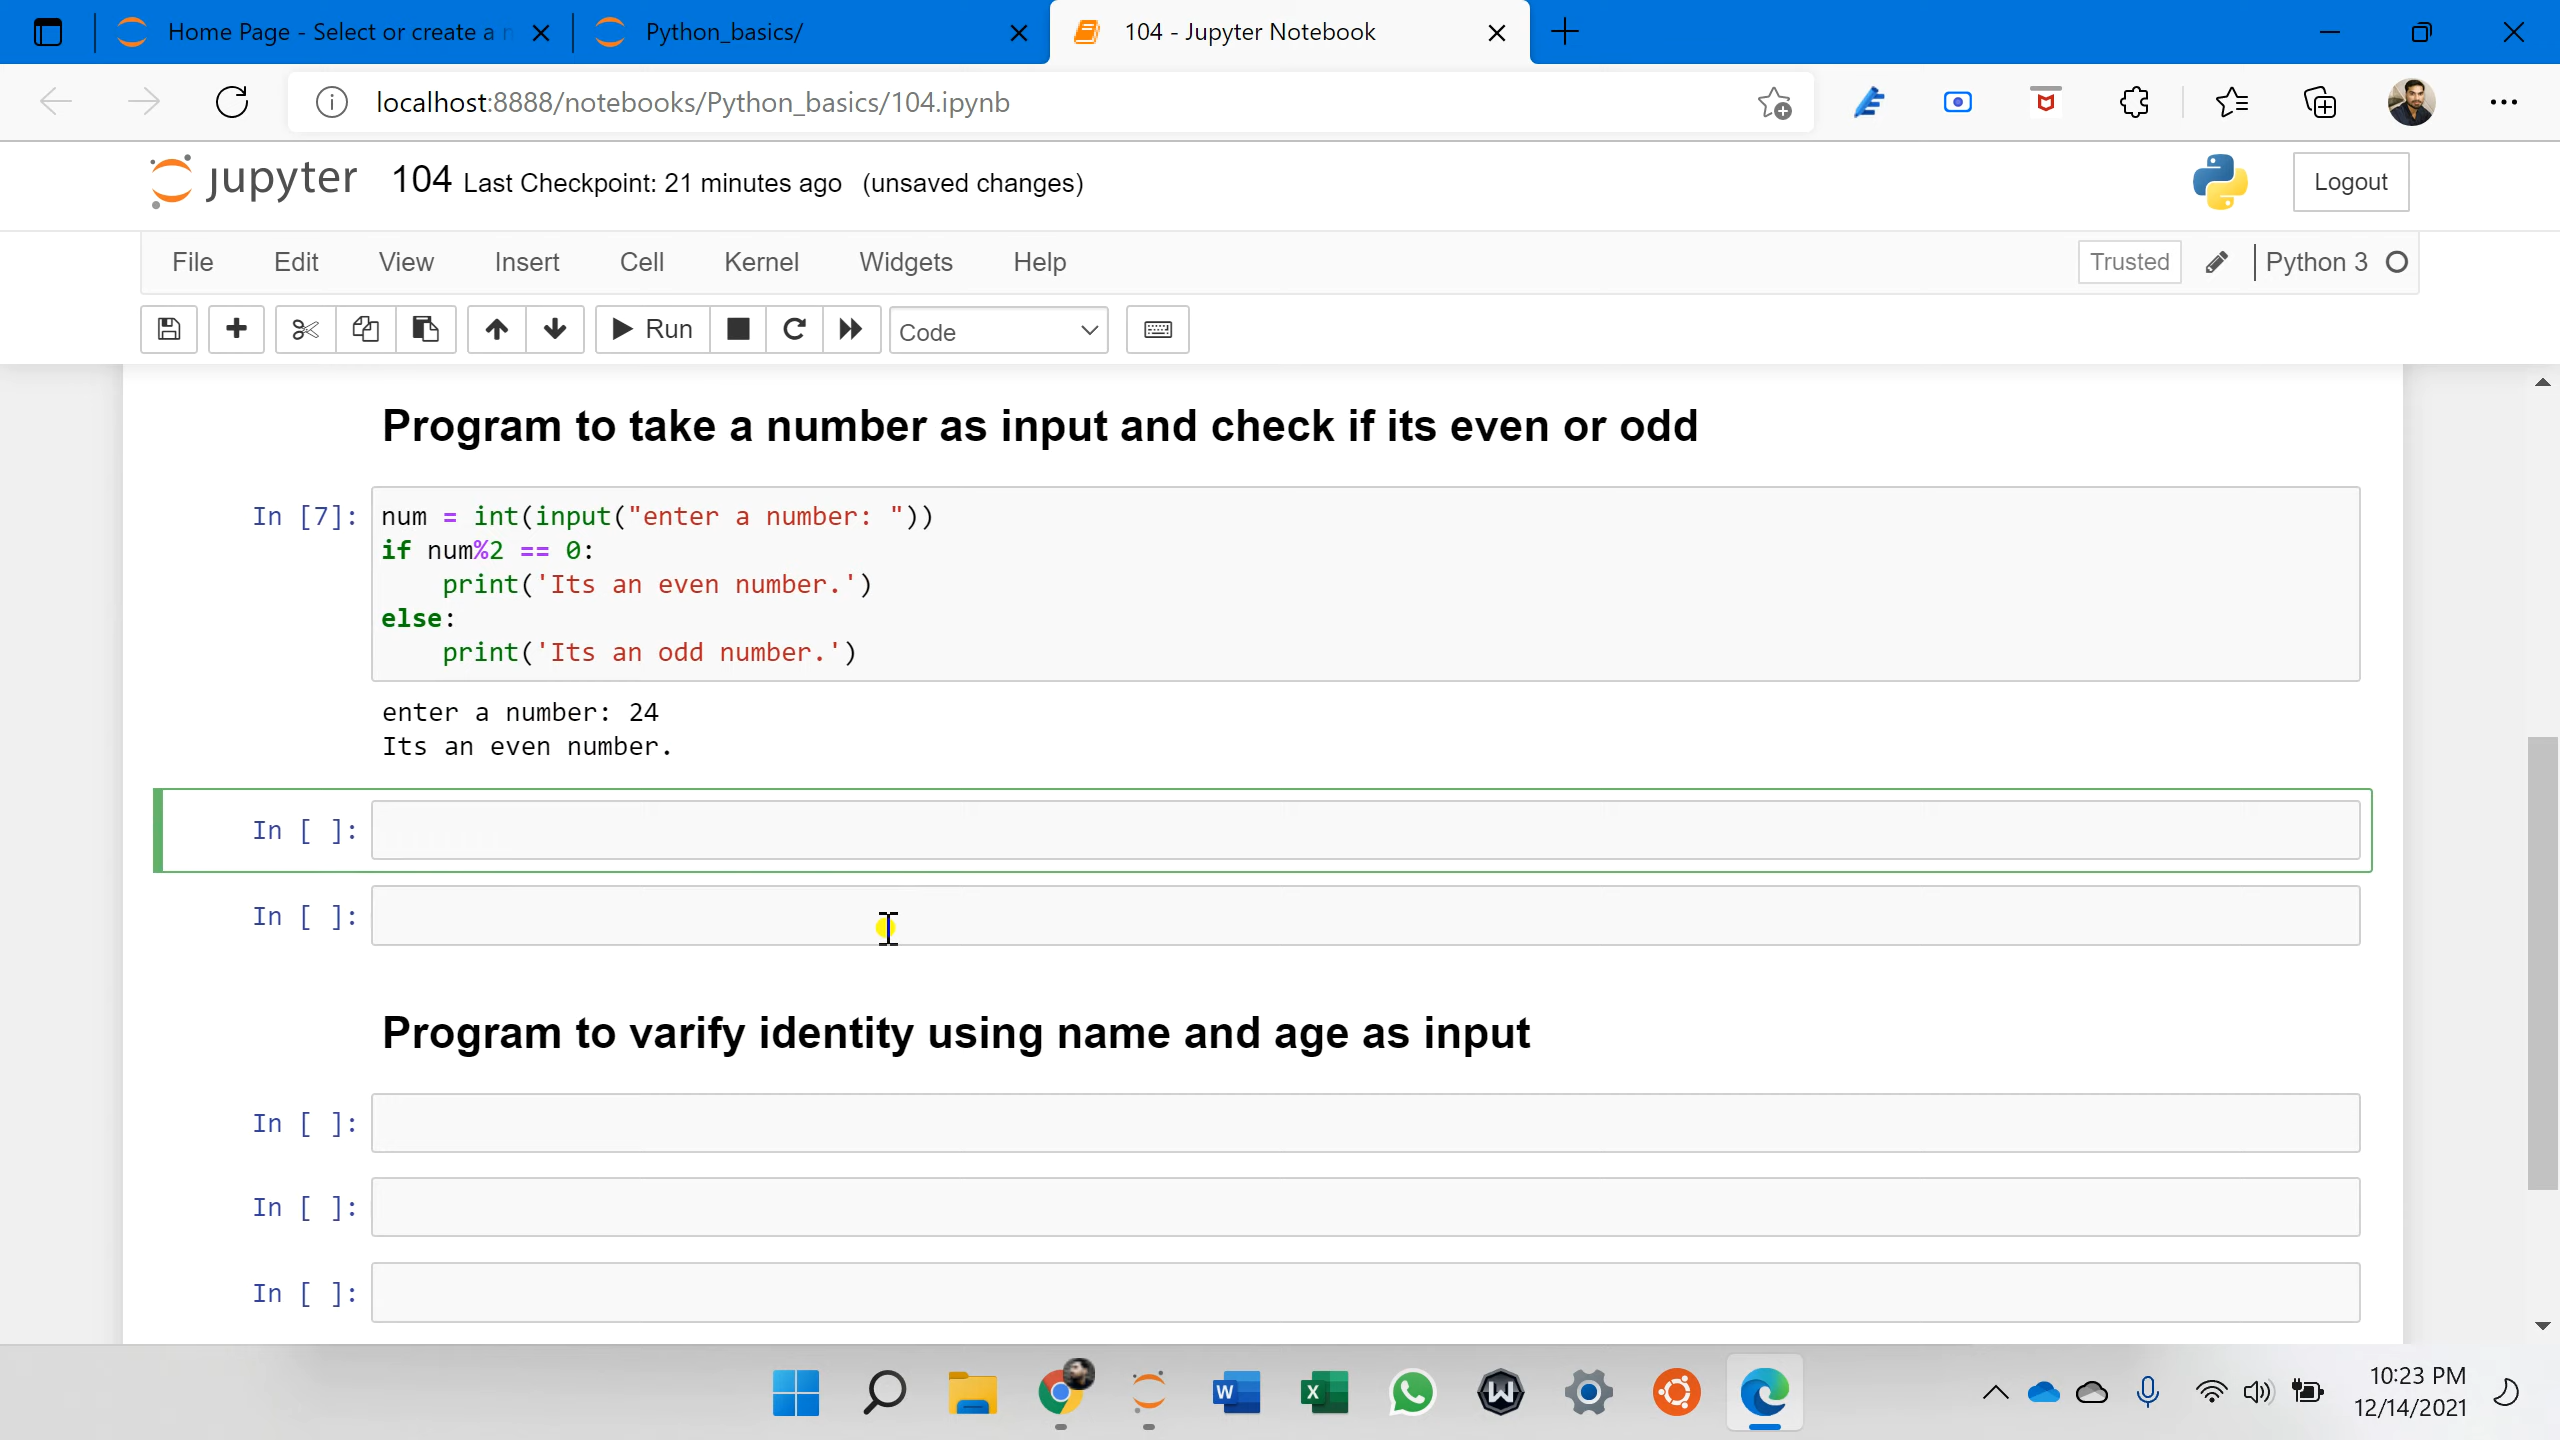 Home Page - Select or create a n
Python_basics/
104 - Jupyter Notebook
localhost:8888/notebooks/Python_basics/104.ipynb
jupyter 104 Last Checkpoint: 21 minutes ago (unsaved changes)
Logout
File Edit View Insert Cell Kernel Widgets Help
Trusted Python 3
Run Code
Program to take a number as input and check if its even or odd
In [7]: num = int(input("enter a number: "))
if num%2 == 0:
    print('Its an even number.')
else:
    print('Its an odd number.')
enter a number: 24
Its an even number.
In [ ]:
In [ ]:
Program to varify identity using name and age as input
In [ ]:
In [ ]:
In [ ]:
10:23 PM
12/14/2021